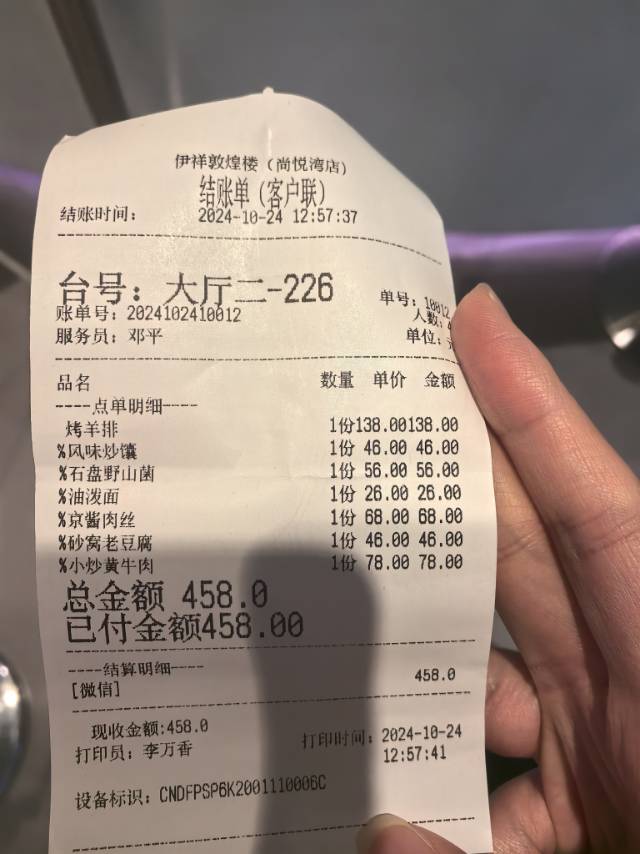 伊祥敦煌楼（尚悦湾店）
结账单（客户联）
结账时间： 2024-10-24 12:57:37
台号：大厅二-226
单号：10012
账单号：2024102410012
人数：
服务员：邓平
单位：
品名 数量 单价 金额
----点单明细----
烤羊排 1份138.00138.00
%风味炒馕 1份 46.00 46.00
%石盘野山菌 1份 56.00 56.00
%油泼面 1份 26.00 26.00
%京酱肉丝 1份 68.00 68.00
%砂窝老豆腐 1份 46.00 46.00
%小炒黄牛肉 1份 78.00 78.00
总金额 458.0
已付金额458.00
----结算明细----
[微信] 458.0
现收金额:458.0
打印员：李万香
打印时间：2024-10-24
12:57:41
设备标识：CNDFPSP6K2001110006C